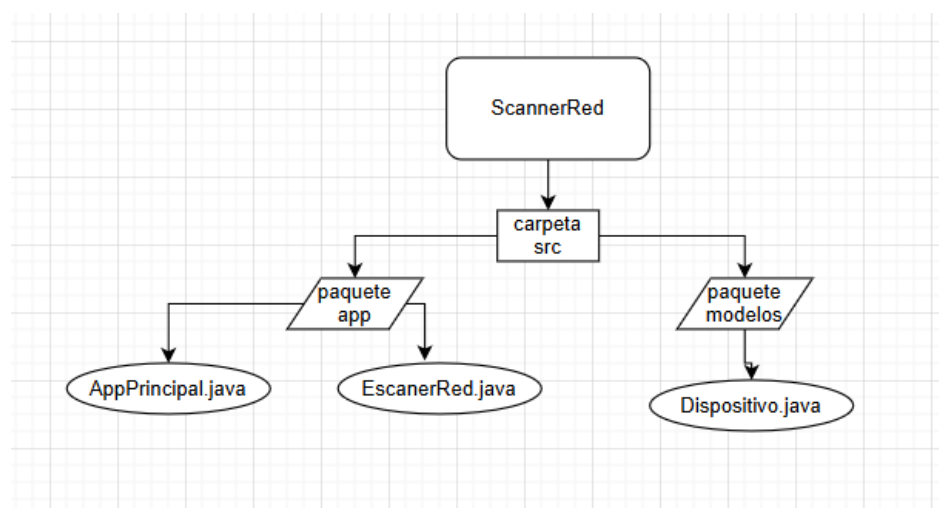 ScannerRed
carpeta
src
paquete
app
paquete
modelos
AppPrincipal.java
EscanerRed.java
Dispositivo.java